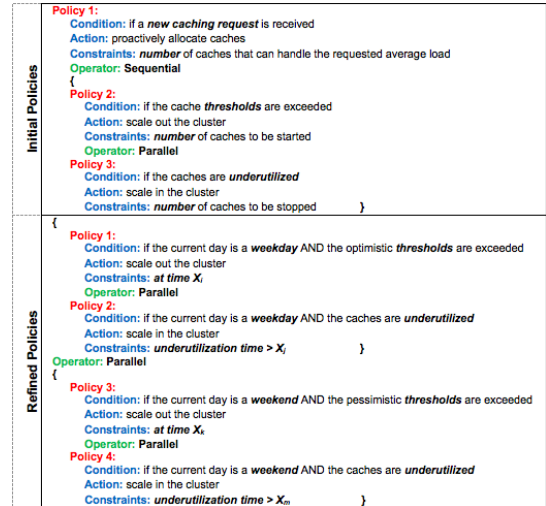 Initial Policies
Policy 1:
Condition: if a new caching request is received
Action: proactively allocate caches
Constraints: number of caches that can handle the requested average load
Operator: Sequential
{
Policy 2:
Condition: if the cache thresholds are exceeded
Action: scale out the cluster
Constraints: number of caches to be started
Operator: Parallel
Policy 3:
Condition: if the caches are underutilized
Action: scale in the cluster
Constraints: number of caches to be stopped }
Refined Policies
{
Policy 1:
Condition: if the current day is a weekday AND the optimistic thresholds are exceeded
Action: scale out the cluster
Constraints: at time Xi
Operator: Parallel
Policy 2:
Condition: if the current day is a weekday AND the caches are underutilized
Action: scale in the cluster
Constraints: underutilization time > Xj }
Operator: Parallel
{
Policy 3:
Condition: if the current day is a weekend AND the pessimistic thresholds are exceeded
Action: scale out the cluster
Constraints: at time Xk
Operator: Parallel
Policy 4:
Condition: if the current day is a weekend AND the caches are underutilized
Action: scale in the cluster
Constraints: underutilization time > Xm }